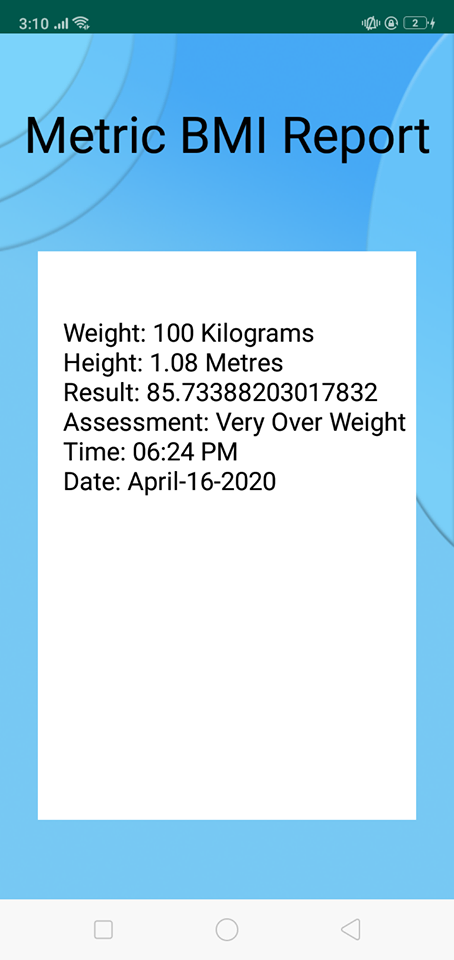 3:10 2
Metric BMI Report
Weight: 100 Kilograms
Height: 1.08 Metres
Result: 85.73388203017832
Assessment: Very Over Weight
Time: 06:24 PM
Date: April-16-2020